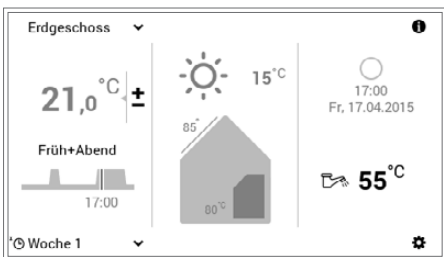 Erdgeschoss
21,0 °C ±
Früh+Abend
17:00
Woche 1
15°C
85°
80°C
17:00
Fr, 17.04.2015
55°C